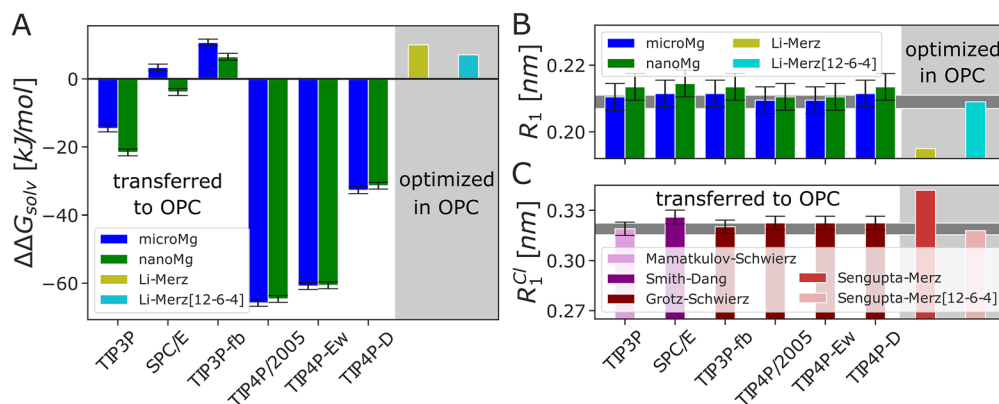 A
ΔΔG_solv [kJ/mol]
0
−20
−40
−60
transferred
to OPC
optimized
in OPC
microMg
nanoMg
Li-Merz
Li-Merz[12-6-4]
TIP3P
SPC/E
TIP3P-fb
TIP4P/2005
TIP4P-Ew
TIP4P-D
B
R_1 [nm]
0.22
0.20
microMg
nanoMg
Li-Merz
Li-Merz[12-6-4]
optimized
in OPC
C
R_1^Cl [nm]
0.33
0.30
0.27
transferred to OPC
Mamatkulov-Schwierz
Smith-Dang
Grotz-Schwierz
Sengupta-Merz
Sengupta-Merz[12-6-4]
TIP3P
SPC/E
TIP3P-fb
TIP4P/2005
TIP4P-Ew
TIP4P-D